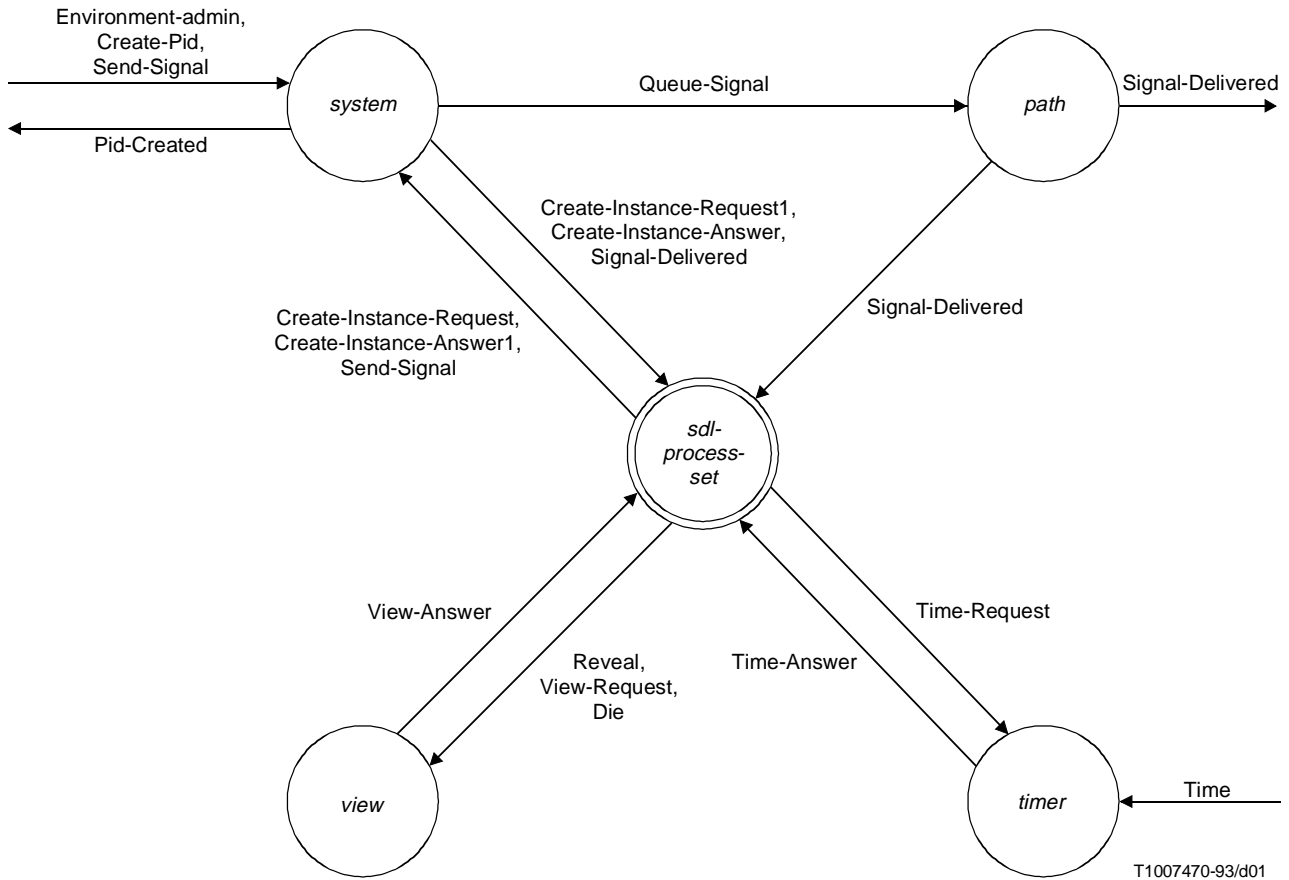 Environment-admin,
Create-Pid,
Send-Signal
Pid-Created
system
Queue-Signal
path
Signal-Delivered
Create-Instance-Request1,
Create-Instance-Answer,
Signal-Delivered
Signal-Delivered
Create-Instance-Request,
Create-Instance-Answer1,
Send-Signal
sdl-
process-
set
View-Answer
Reveal,
View-Request,
Die
Time-Answer
Time-Request
view
timer
Time
T1007470-93/d01